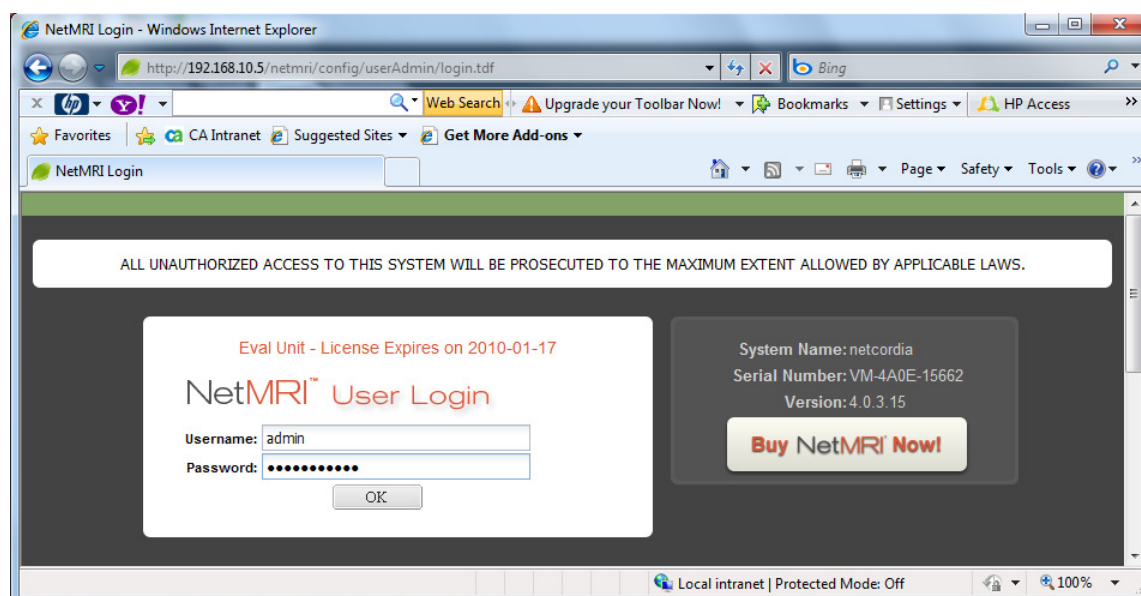 NetMRI Login - Windows Internet Explorer
http://192.168.10.5/netmri/config/userAdmin/login.tdf
Bing
hp Y! Web Search Upgrade your Toolbar Now! Bookmarks Settings HP Access »
Favorites CA Intranet Suggested Sites Get More Add-ons
NetMRI Login
Page Safety Tools »
ALL UNAUTHORIZED ACCESS TO THIS SYSTEM WILL BE PROSECUTED TO THE MAXIMUM EXTENT ALLOWED BY APPLICABLE LAWS.
Eval Unit - License Expires on 2010-01-17
NetMRI™ User Login
Username: admin
Password: •••••••••••
OK
System Name: netcordia
Serial Number: VM-4A0E-15662
Version: 4.0.3.15
Buy NetMRI Now!
Local intranet | Protected Mode: Off
100%